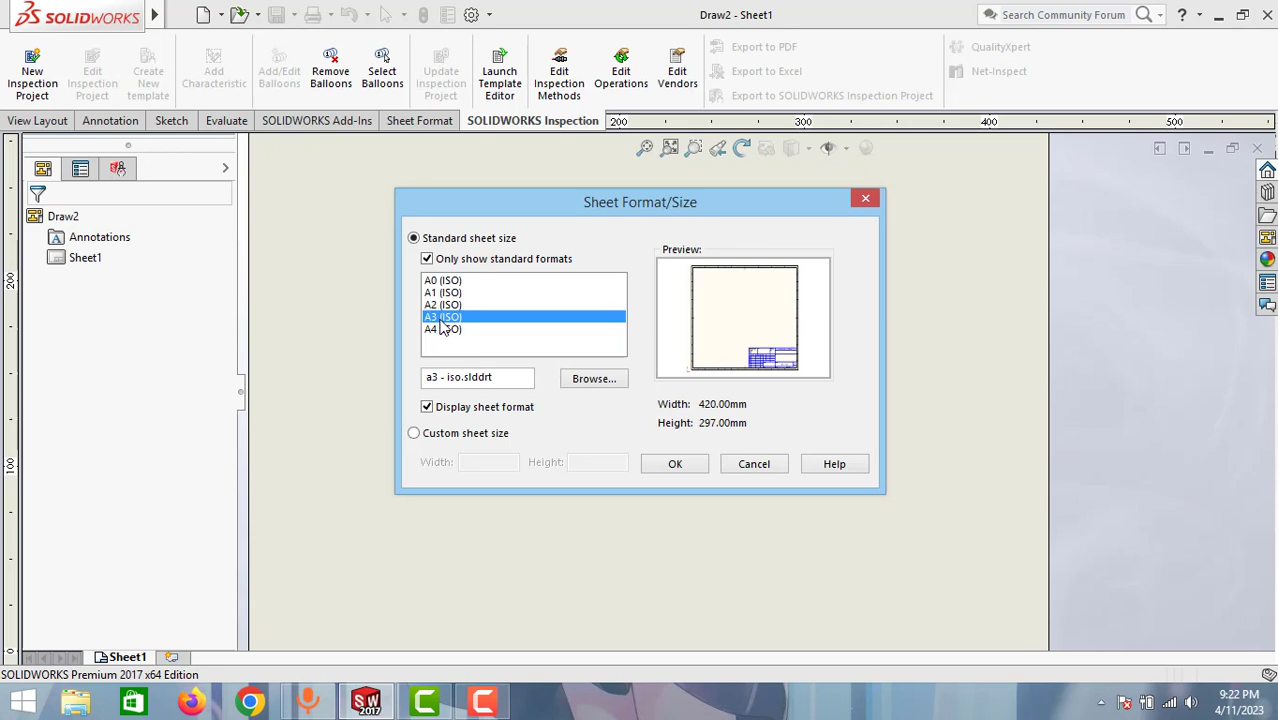 SOLIDWORKS
Draw2 - Sheet1
Search Community Forum
?
New Inspection Project
Edit Inspection Project
Create New template
Add Characteristic
Add/Edit Balloons
Remove Balloons
Select Balloons
Update Inspection Project
Launch Template Editor
Edit Inspection Methods
Edit Operations
Edit Vendors
Export to PDF
Export to Excel
Export to SOLIDWORKS Inspection Project
QualityXpert
Net-Inspect
View Layout
Annotation
Sketch
Evaluate
SOLIDWORKS Add-Ins
Sheet Format
SOLIDWORKS Inspection
200
300
400
500
Draw2
A Annotations
Sheet1
200
100
0
Sheet Format/Size
Standard sheet size
Only show standard formats
A0 (ISO)
A1 (ISO)
A2 (ISO)
A3 (ISO)
A4 (ISO)
a3 - iso.slddrt
Browse...
Display sheet format
Custom sheet size
Width:
Height:
Preview:
Width: 420.00mm
Height: 297.00mm
OK
Cancel
Help
Sheet1
SOLIDWORKS Premium 2017 x64 Edition
SW
2017
9:22 PM
4/11/2023